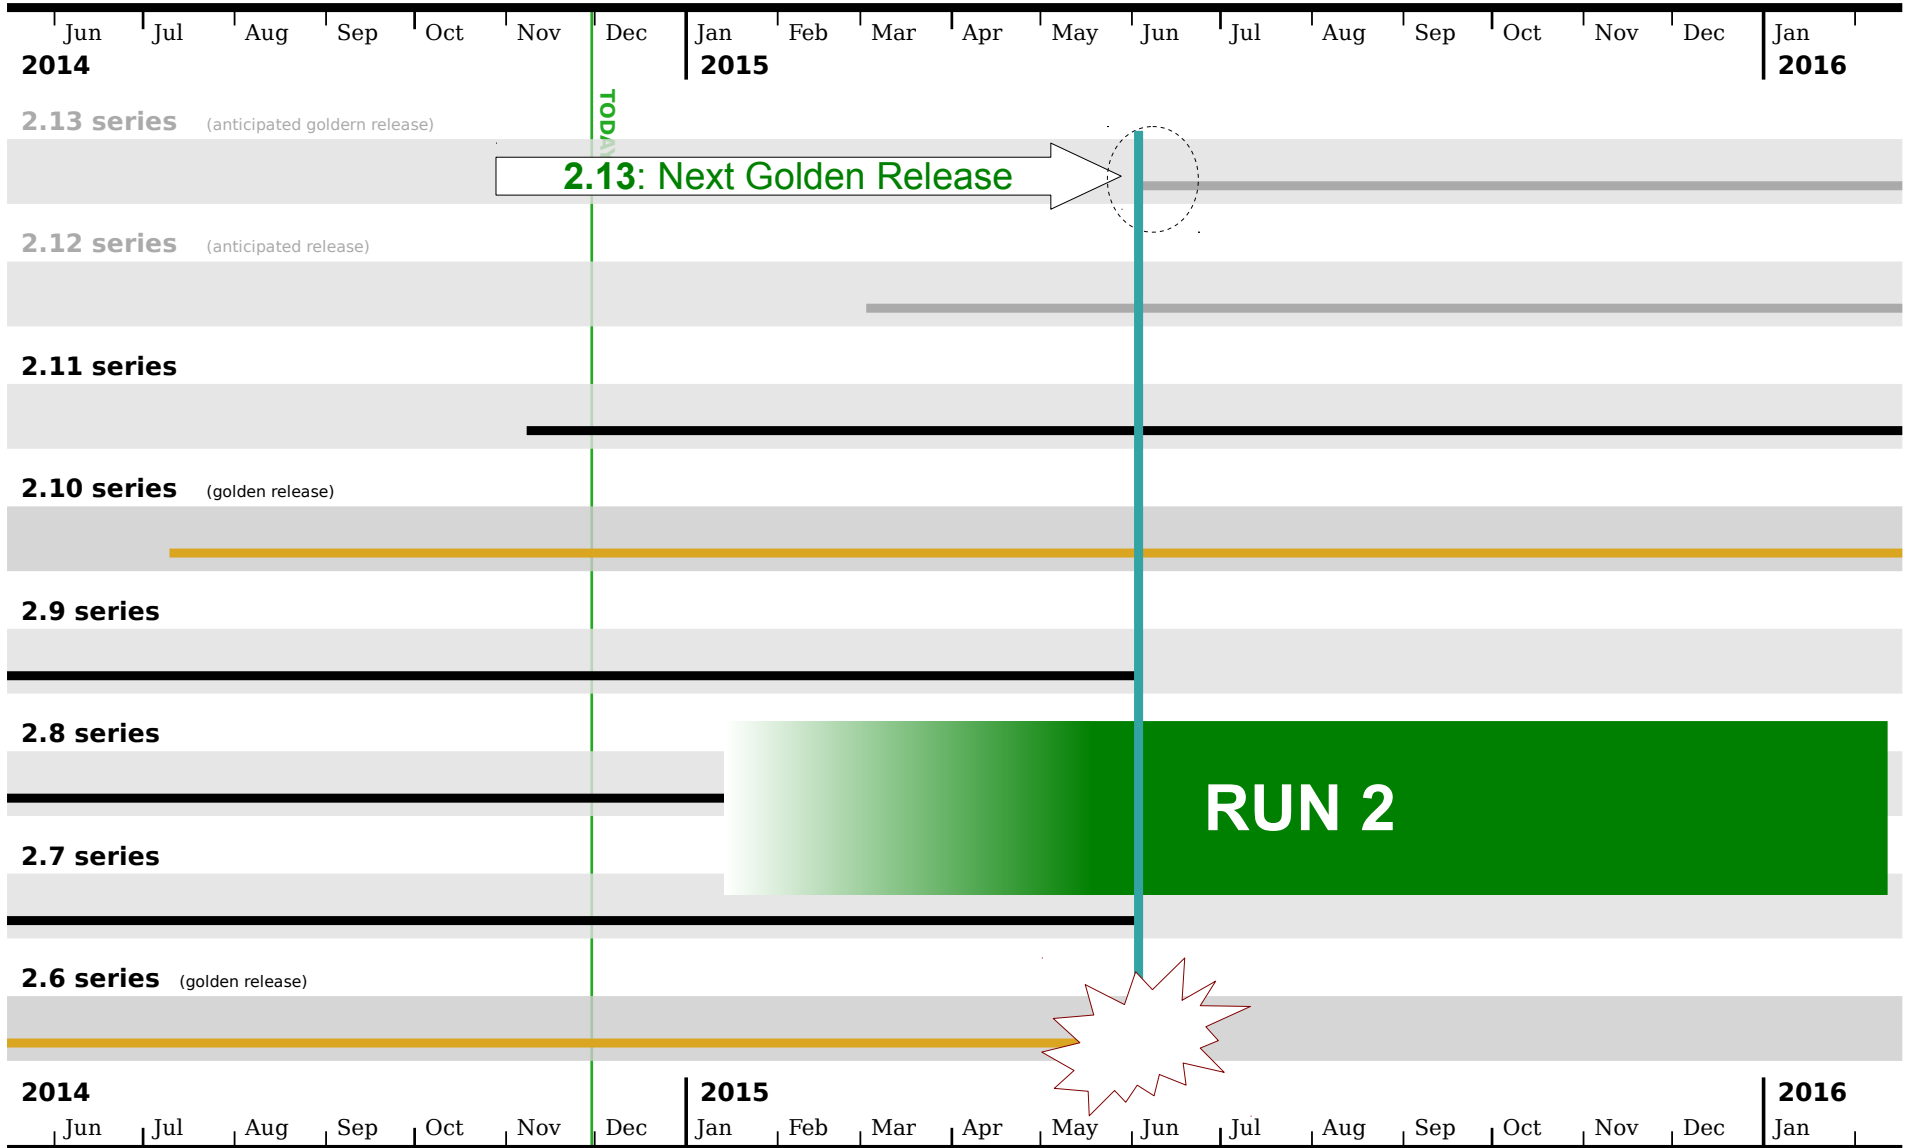 Jun Jul Aug Sep Oct Nov Dec Jan Feb Mar Apr May Jun Jul Aug Sep Oct Nov Dec Jan
2014 2015 2016
TODAY
2.13 series (anticipated goldern release)
2.13: Next Golden Release
2.12 series (anticipated release)
2.11 series
2.10 series (golden release)
2.9 series
2.8 series
RUN 2
2.7 series
2.6 series (golden release)
2014 2015 2016
Jun Jul Aug Sep Oct Nov Dec Jan Feb Mar Apr May Jun Jul Aug Sep Oct Nov Dec Jan